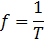 f = 1/T